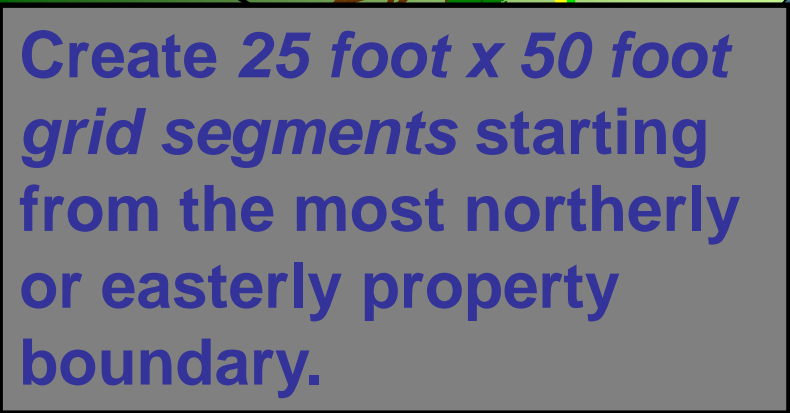 Create 25 foot x 50 foot
grid segments starting
from the most northerly
or easterly property
boundary.